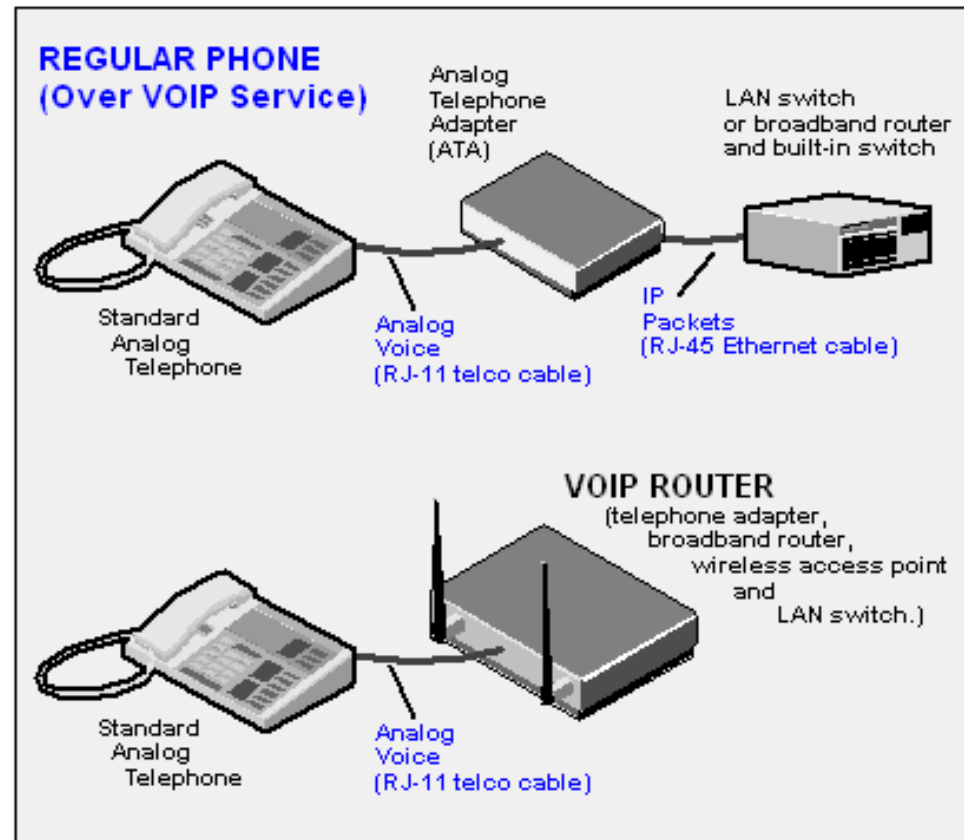 REGULAR PHONE
(Over VOIP Service)
Analog
Telephone
Adapter
(ATA)
LAN switch
or broadband router
and built-in switch
Standard
Analog
Telephone
Analog
Voice
(RJ-11 telco cable)
IP
Packets
(RJ-45 Ethernet cable)
VOIP ROUTER
(telephone adapter,
broadband router,
wireless access point
and
LAN switch.)
Standard
Analog
Telephone
Analog
Voice
(RJ-11 telco cable)